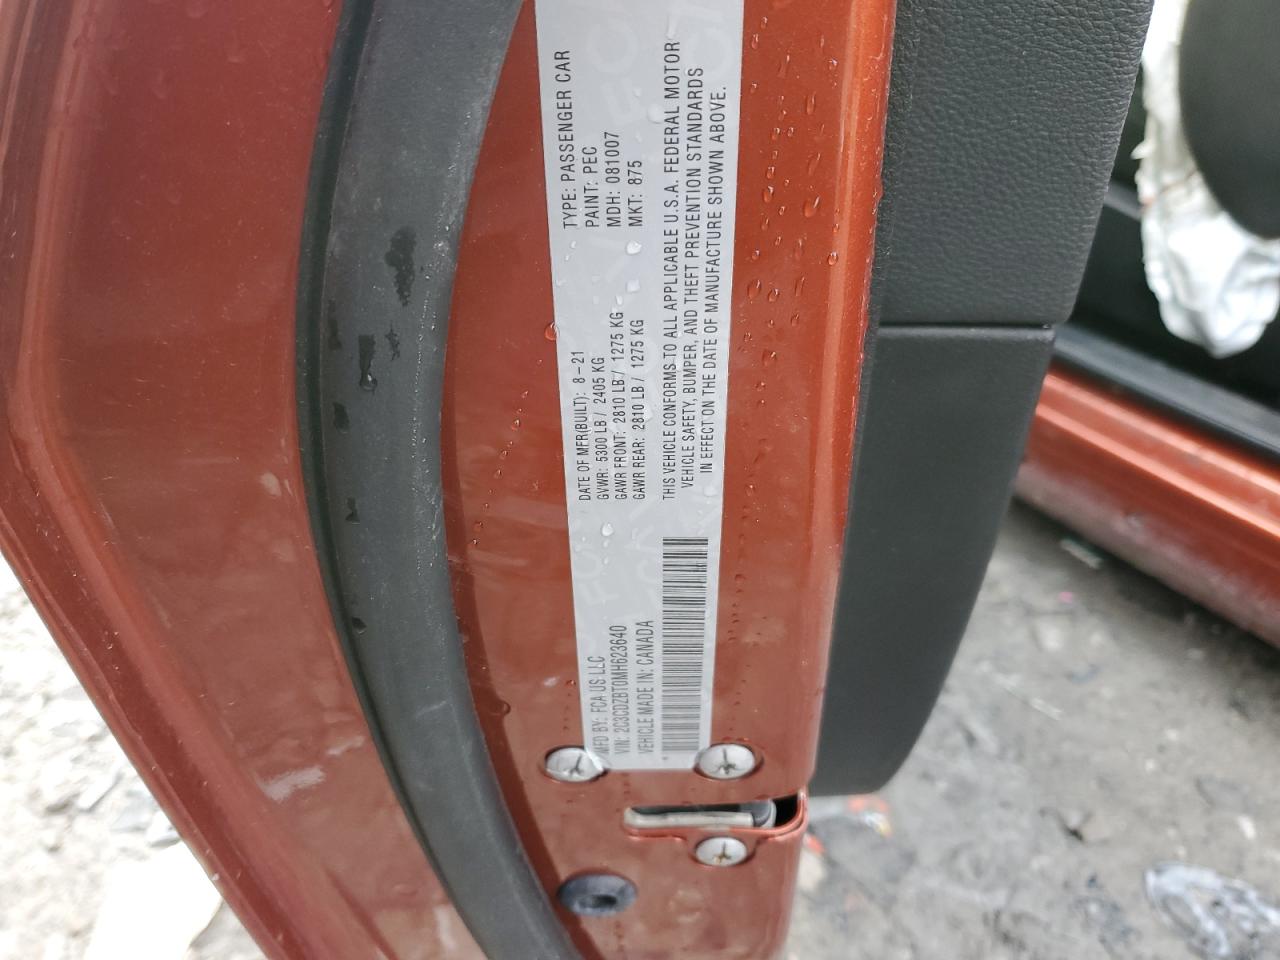 MFD BY: FCA US LLC
VIN: 2C3CDZBT0MH623640
VEHICLE MADE IN: CANADA
DATE OF MFR(BUILT): 8-21
GVWR: 5300 LB / 2405 KG
GAWR FRONT: 2810 LB / 1275 KG
GAWR REAR: 2810 LB / 1275 KG
TYPE: PASSENGER CAR
PAINT: PEC
MDH: 081007
MKT: 875
THIS VEHICLE CONFORMS TO ALL APPLICABLE U.S.A. FEDERAL MOTOR
VEHICLE SAFETY, BUMPER, AND THEFT PREVENTION STANDARDS
IN EFFECT ON THE DATE OF MANUFACTURE SHOWN ABOVE.